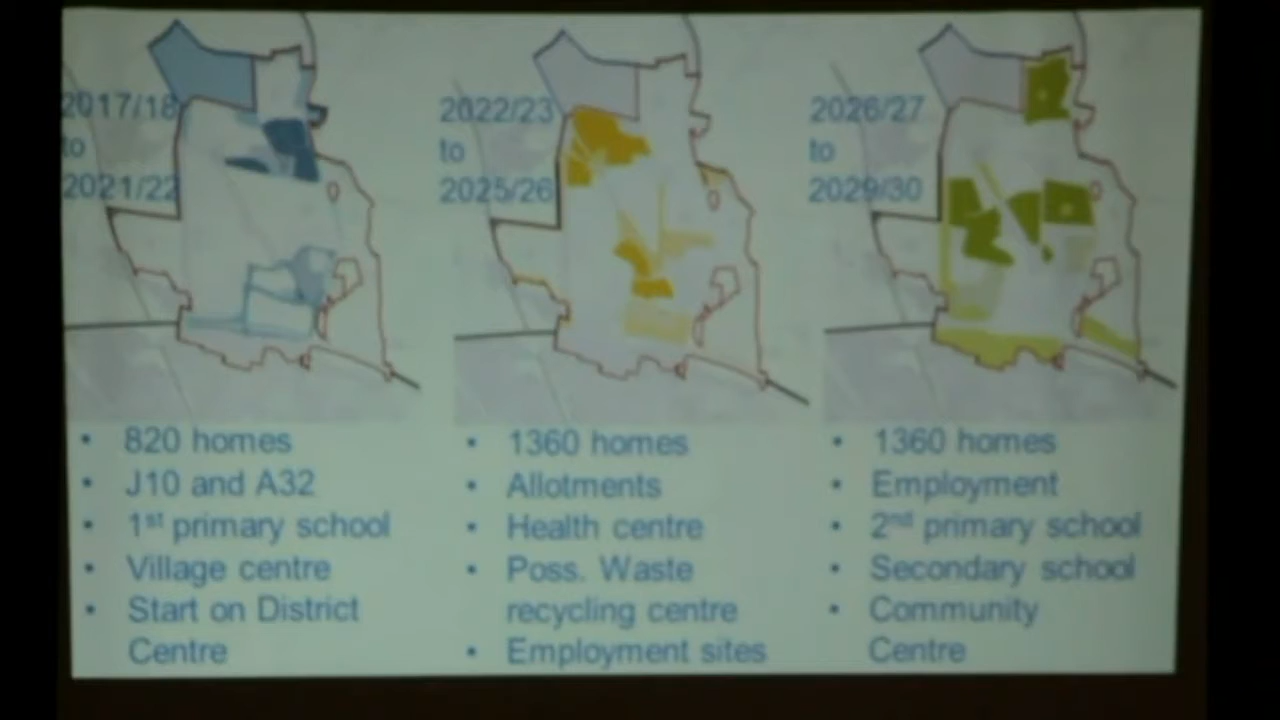 2017/18
to
2021/22
2022/23
to
2025/26
2026/27
to
2029/30
• 820 homes
• J10 and A32
• 1st primary school
• Village centre
• Start on District
Centre
• 1360 homes
• Allotments
• Health centre
• Poss. Waste
recycling centre
• Employment sites
• 1360 homes
• Employment
• 2nd primary school
• Secondary school
• Community
Centre